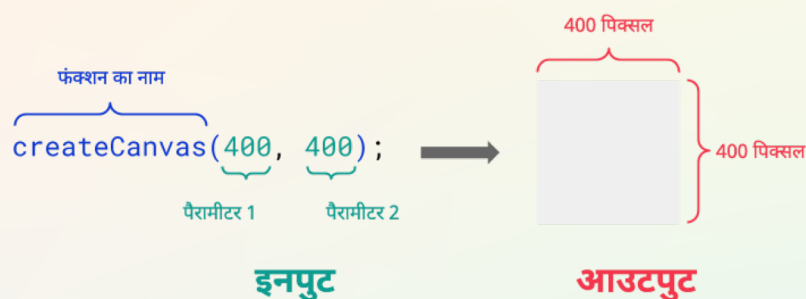 400 पिक्सल
फंक्शन का नाम
createCanvas(400, 400);
400 पिक्सल
पैरामीटर 1
पैरामीटर 2
इनपुट
आउटपुट